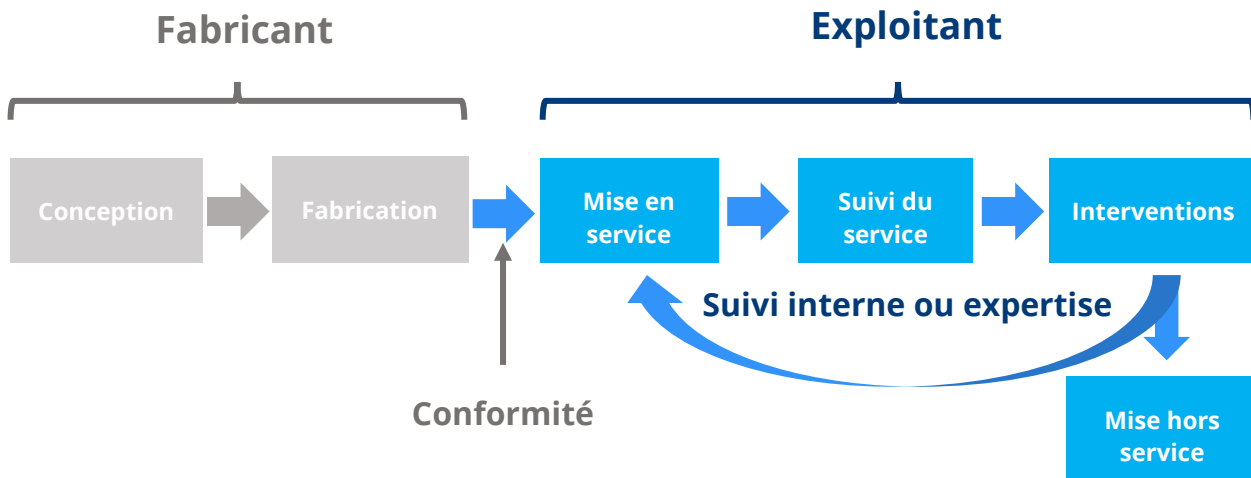 Fabricant
Exploitant
Conception
Fabrication
Mise en
service
Suivi du
service
Interventions
Suivi interne ou expertise
Conformité
Mise hors
service